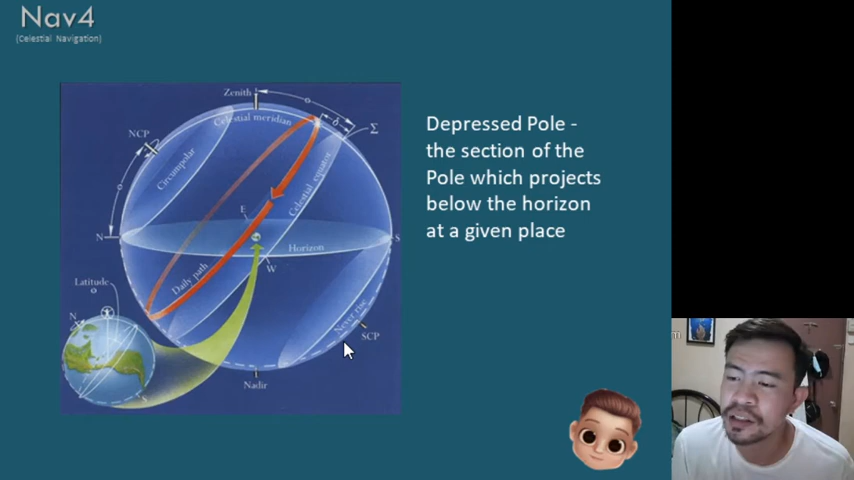 Nav4
(Celestial Navigation)
Zenith
Celestial meridian
NCP
Circumpolar
Σ
Celestial equator
E
N
S
Horizon
W
Daily path
Latitude
N
Never rise
SCP
S
Nadir
Depressed Pole -
the section of the
Pole which projects
below the horizon
at a given place